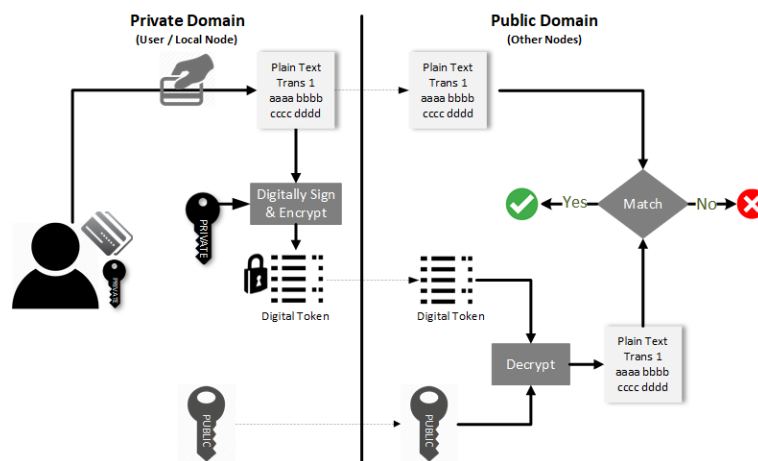 Private Domain
(User / Local Node)
Public Domain
(Other Nodes)
Plain Text
Trans 1
aaaa bbbb
cccc dddd
Plain Text
Trans 1
aaaa bbbb
cccc dddd
PRIVATE
Digitally Sign
& Encrypt
Yes
Match
No
PRIVATE
Digital Token
Digital Token
Decrypt
Plain Text
Trans 1
aaaa bbbb
cccc dddd
PUBLIC
PUBLIC